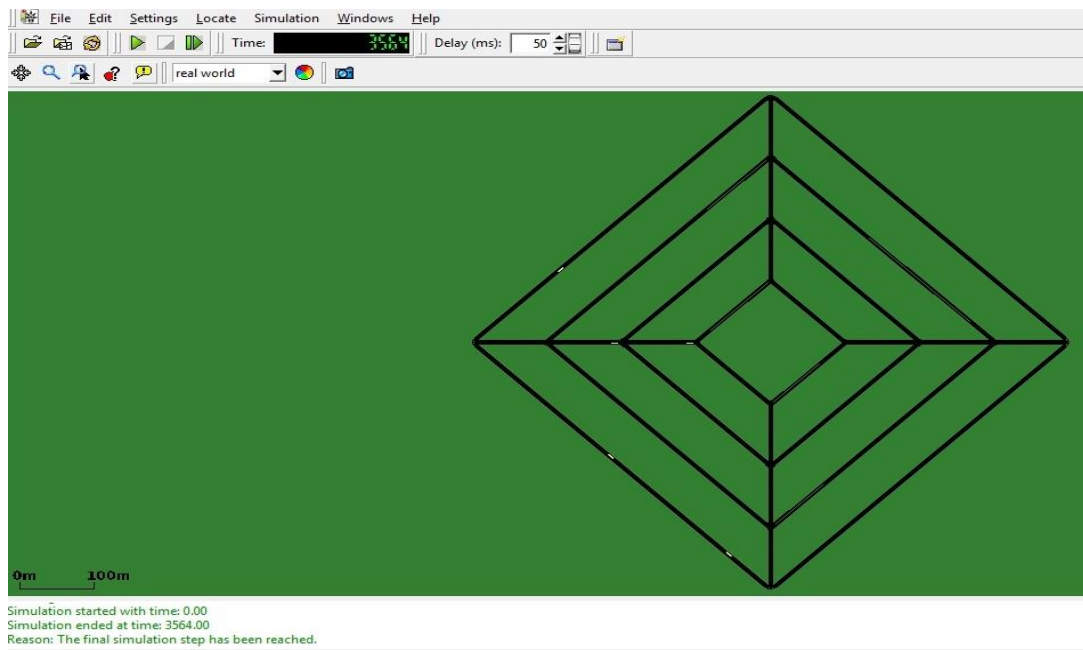 File Edit Settings Locate Simulation Windows Help
Time: 3564 Delay (ms): 50
real world
0m 100m
Simulation started with time: 0.00
Simulation ended at time: 3564.00
Reason: The final simulation step has been reached.